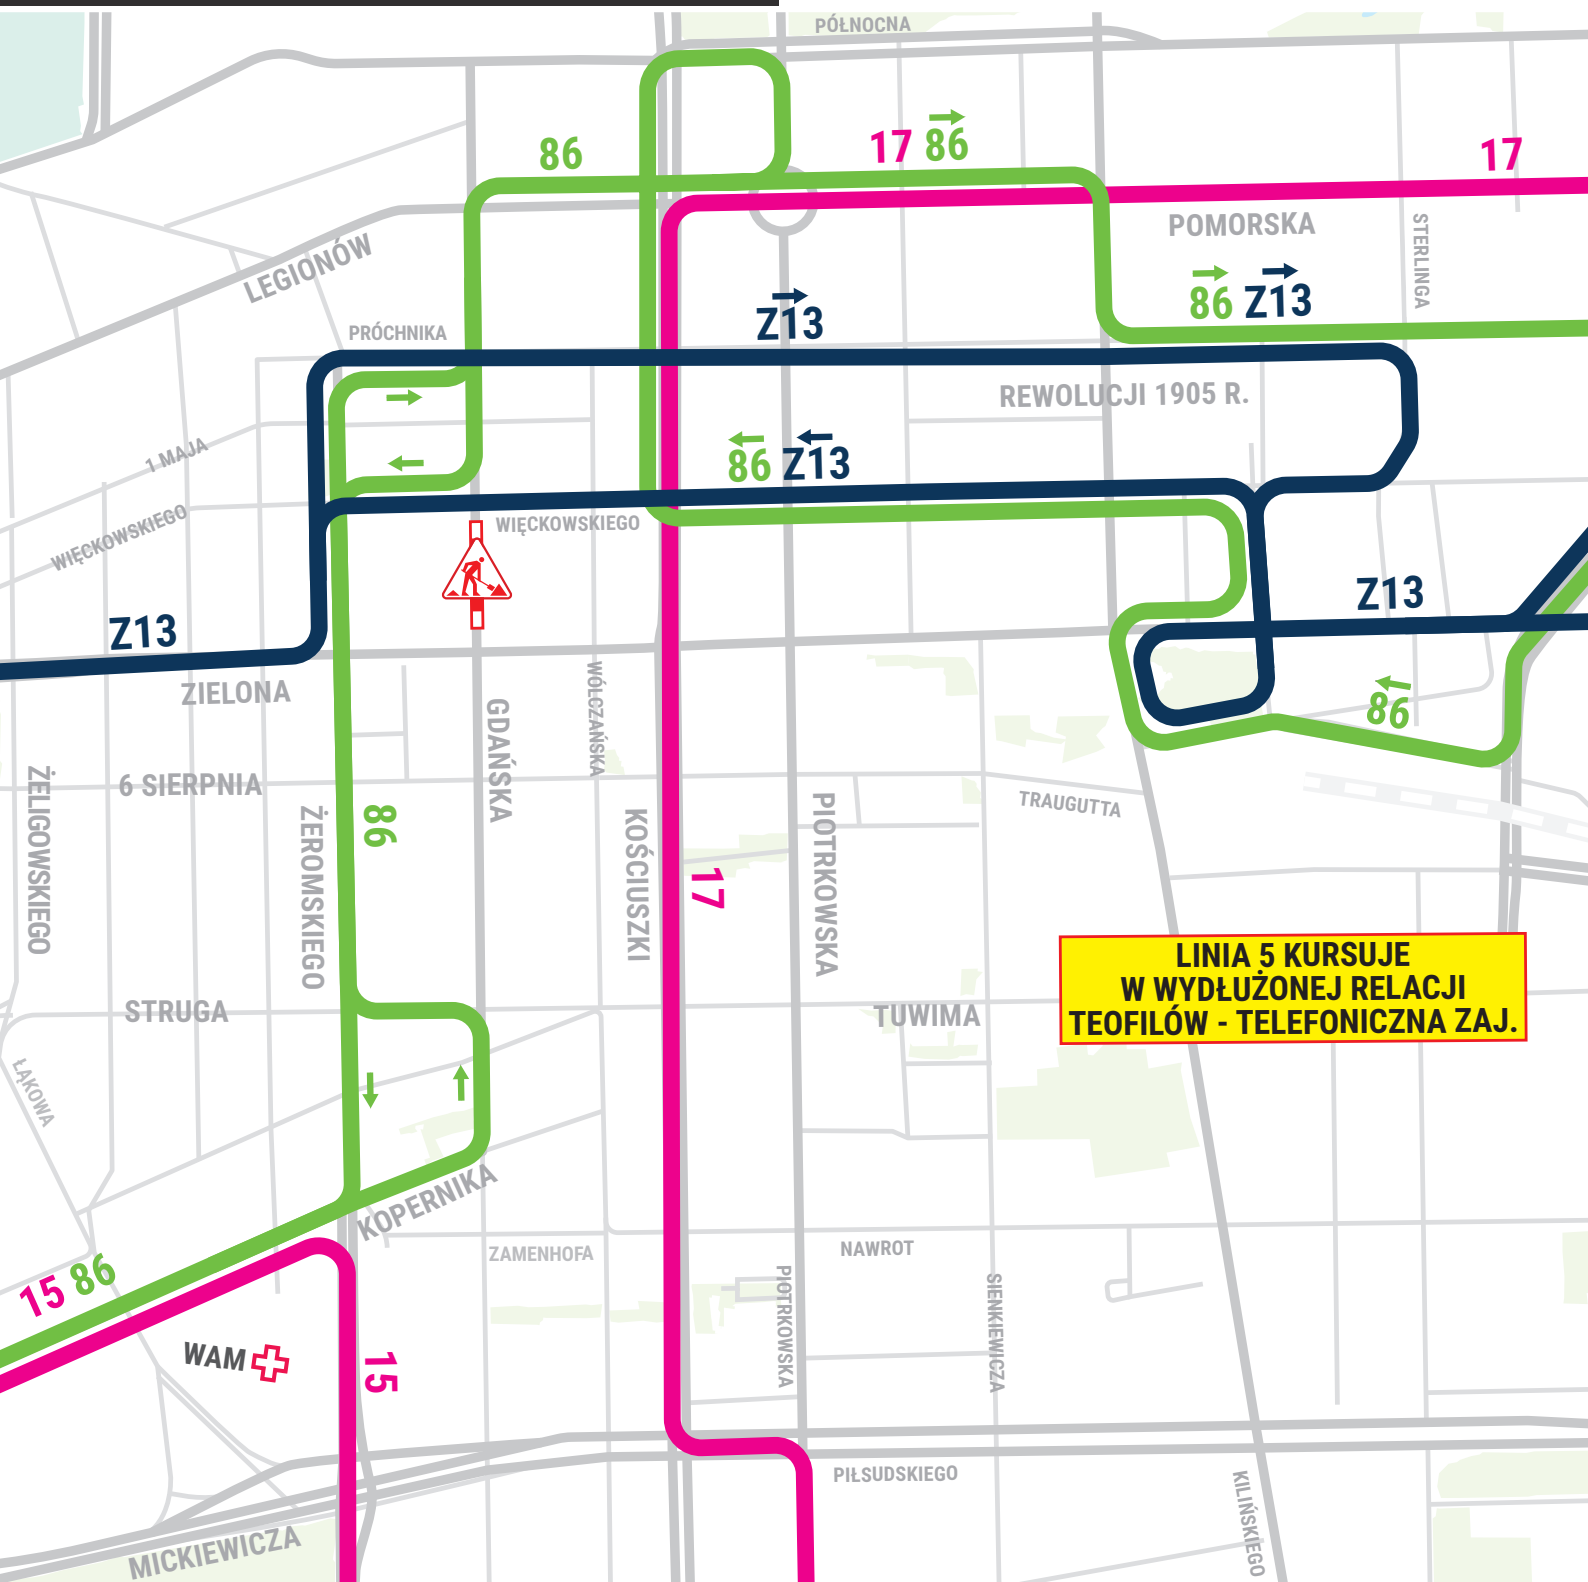 PÓŁNOCNA
86
17 86
17
POMORSKA
STERLINGA
LEGIONÓW
86 Z13
Z13
PRÓCHNIKA
REWOLUCJI 1905 R.
1 MAJA
86 Z13
WIĘCKOWSKIEGO
WIĘCKOWSKIEGO
Z13
Z13
ZIELONA
WÓLCZAŃSKA
GDAŃSKA
86
ŻELIGOWSKIEGO
6 SIERPNIA
ŻEROMSKIEGO
86
KOŚCIUSZKI
17
PIOTRKOWSKA
TRAUGUTTA
LINIA 5 KURSUJE
W WYDŁUŻONEJ RELACJI
TEOFILÓW - TELEFONICZNA ZAJ.
STRUGA
TUWIMA
ŁĄKOWA
KOPERNIKA
ZAMENHOFA
NAWROT
15 86
PIOTRKOWSKA
SIENKIEWICZA
WAM
15
PIŁSUDSKIEGO
KILIŃSKIEGO
MICKIEWICZA